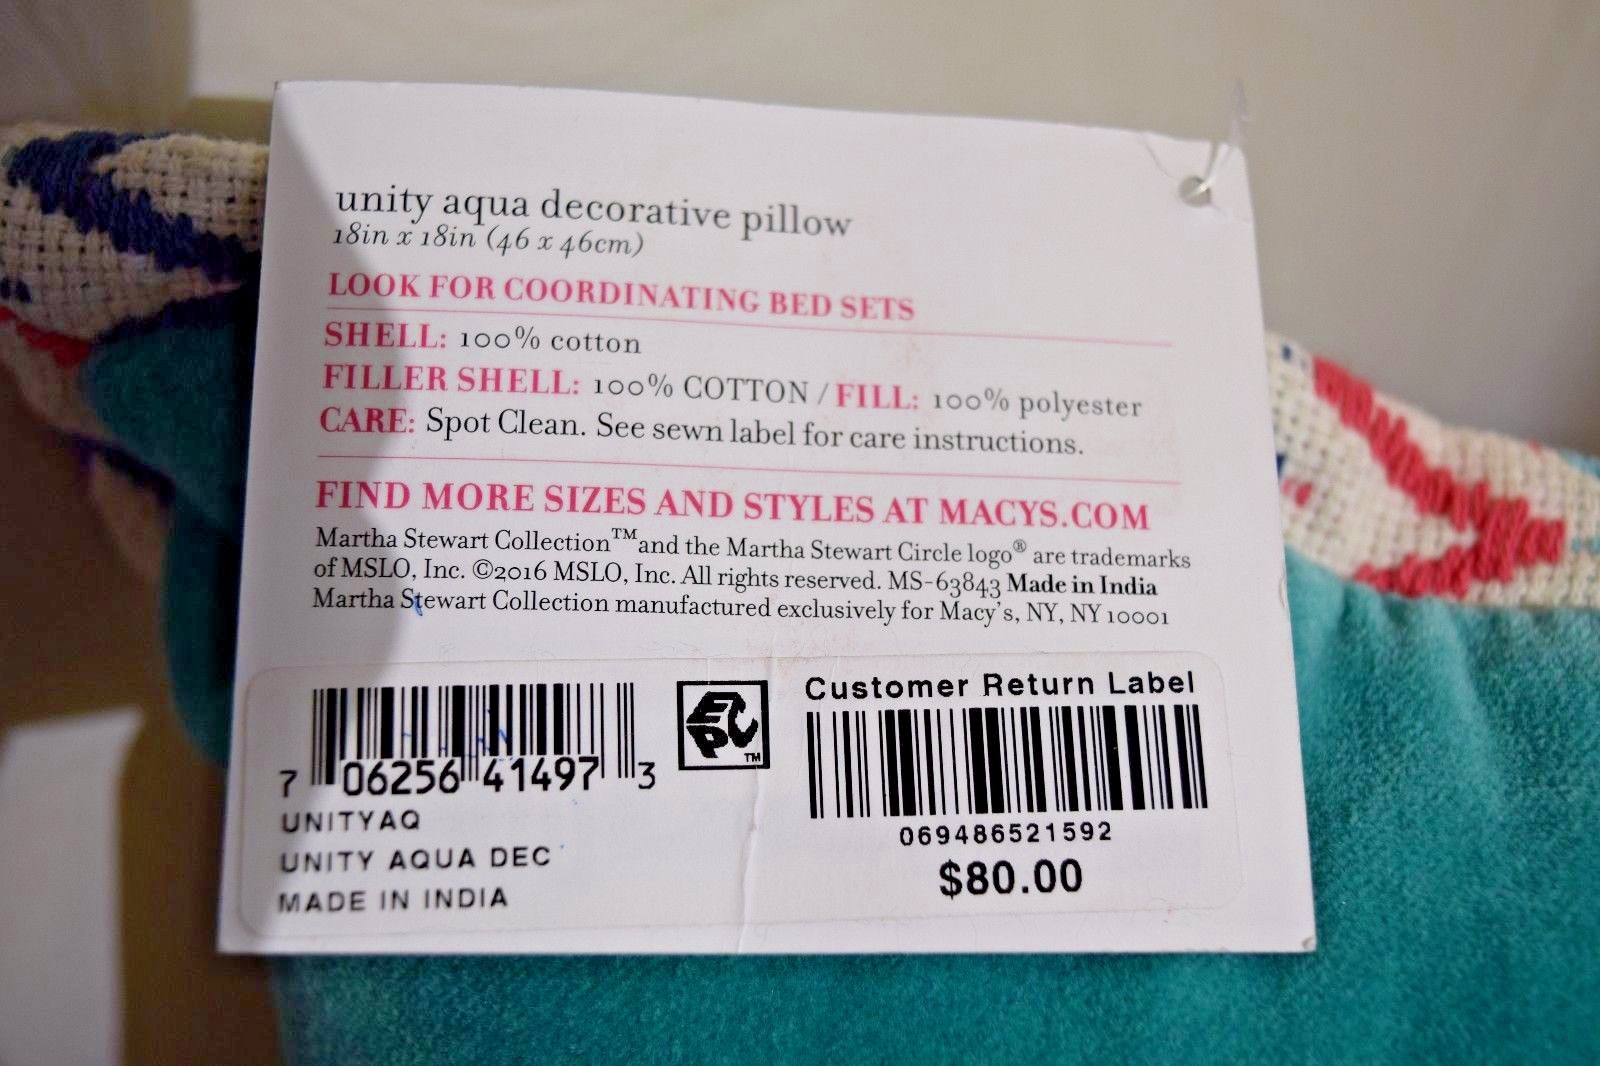 unity aqua decorative pillow
18in x 18in (46 x 46cm)
LOOK FOR COORDINATING BED SETS
SHELL: 100% cotton
FILLER SHELL: 100% COTTON / FILL: 100% polyester
CARE: Spot Clean. See sewn label for care instructions.
FIND MORE SIZES AND STYLES AT MACYS.COM
Martha Stewart Collection™ and the Martha Stewart Circle logo® are trademarks
of MSLO, Inc. ©2016 MSLO, Inc. All rights reserved. MS-63843 Made in India
Martha Stewart Collection manufactured exclusively for Macy's, NY, NY 10001
7 06256 41497 3
UNITYAQ
UNITY AQUA DEC
MADE IN INDIA
EPC
TM
Customer Return Label
069486521592
$80.00